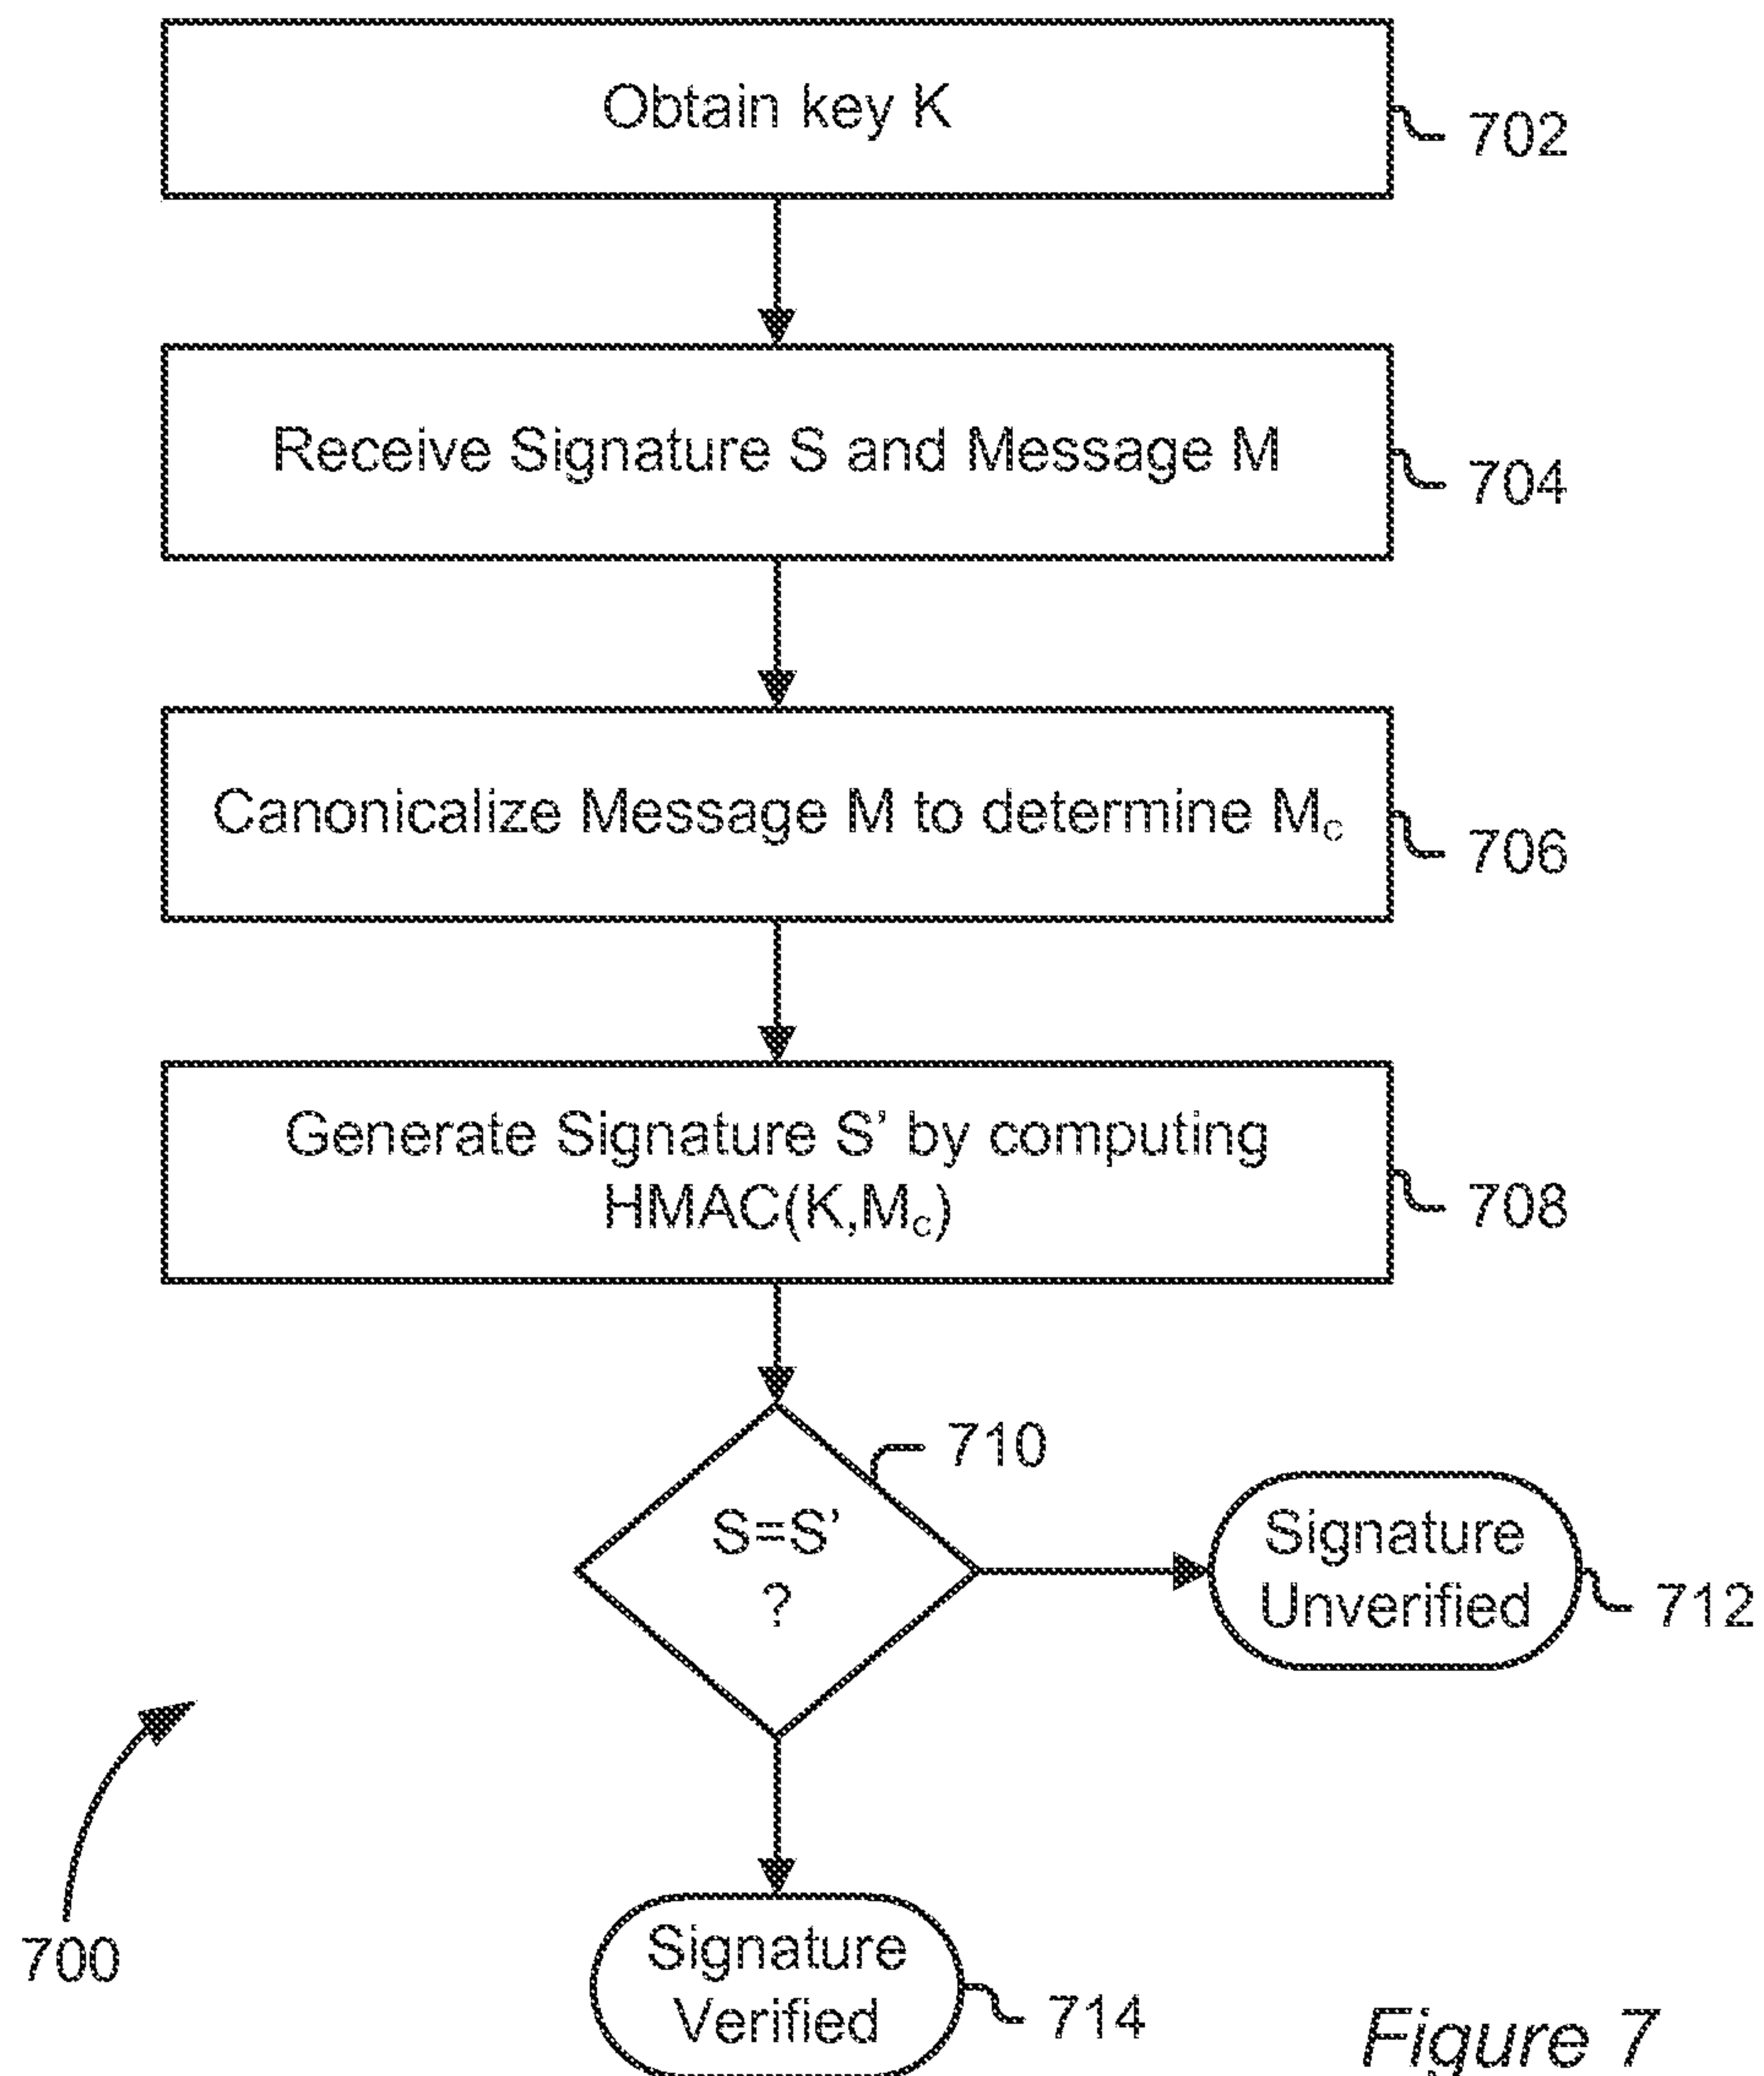 Obtain key K
702
Receive Signature S and Message M
704
Canonicalize Message M to determine Mc
706
Generate Signature S’ by computing
HMAC(K,Mc)
708
710
S=S’
?
Signature
Unverified
712
700
Signature
Verified
714
Figure 7